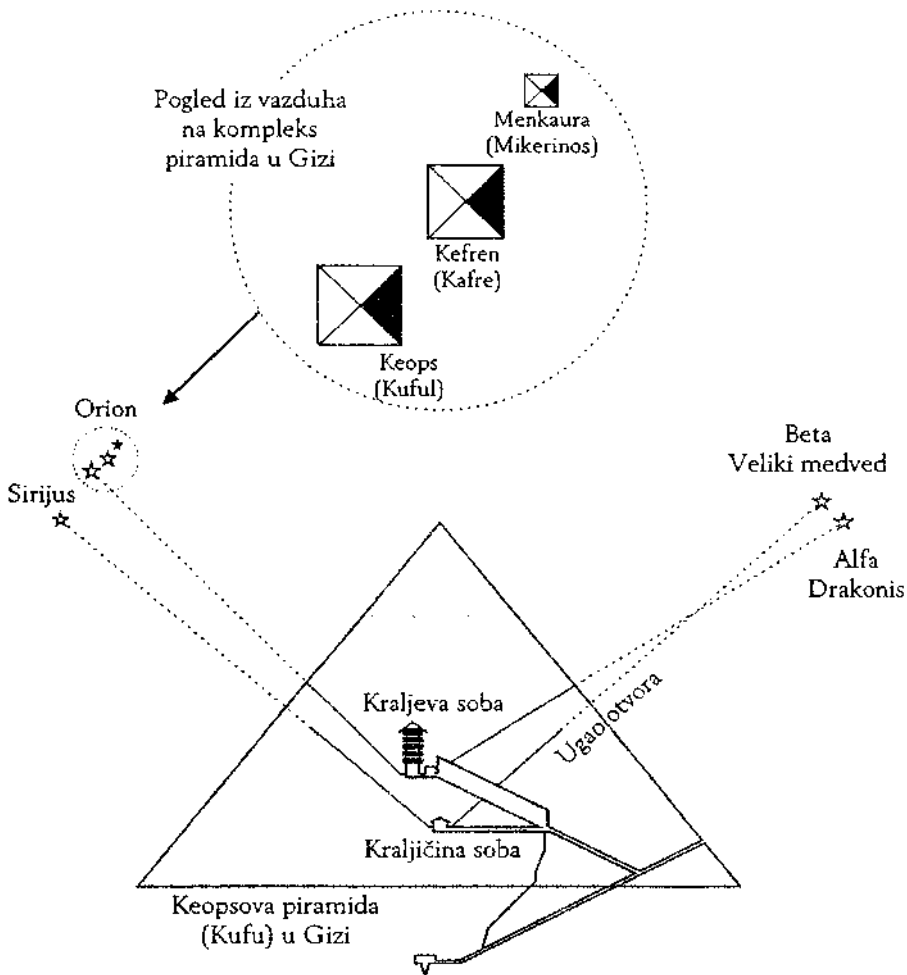 Pogled iz vazduha
na kompleks
piramida u Gizi
Menkaura
(Mikerinos)
Kefren
(Kafre)
Keops
(Kuful)
Orion
Sirijus
Beta
Veliki medved
Alfa
Drakonis
Kraljeva soba
Ugao otvora
Kraljičina soba
Keopsova piramida
(Kufu) u Gizi